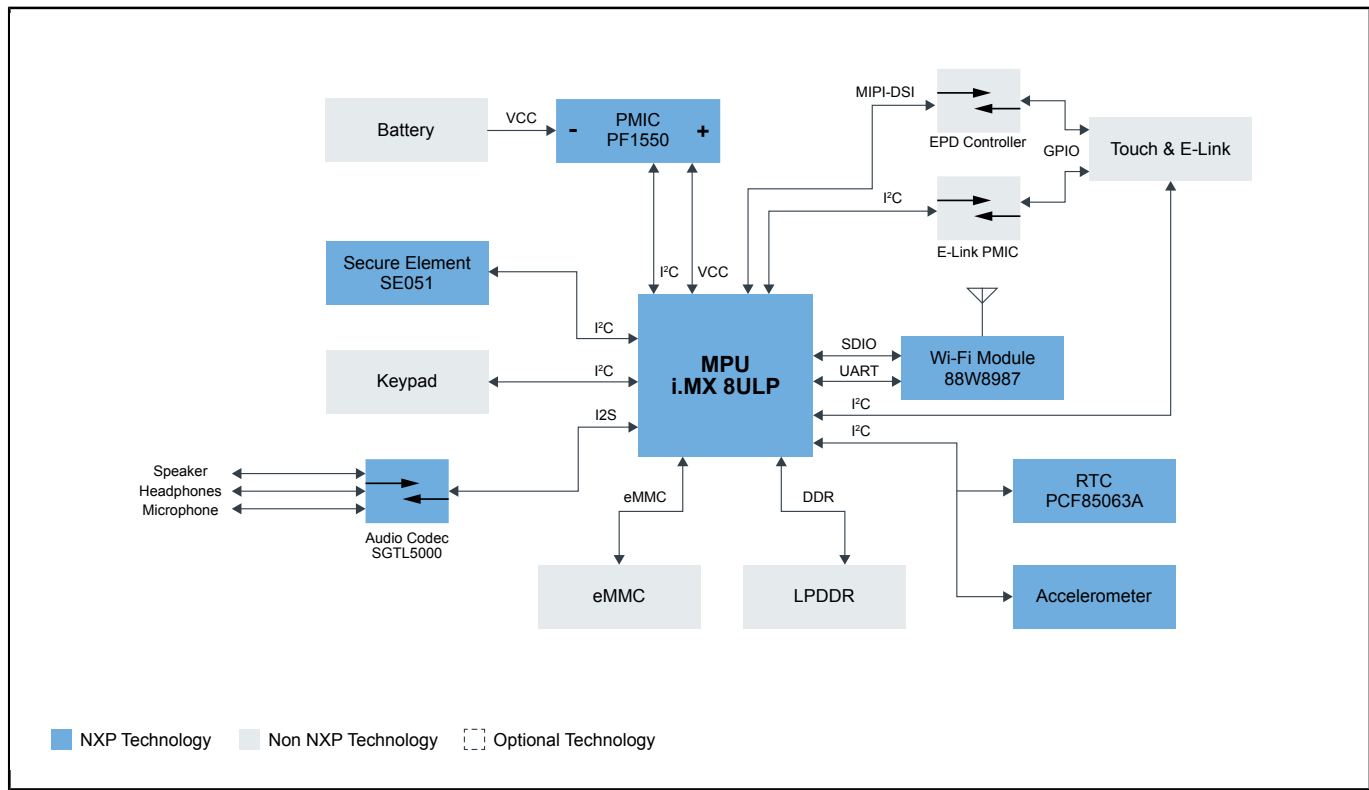 Battery
VCC
-
PMIC
+
PF1550
MIPI-DSI
EPD Controller
GPIO
Touch & E-Link
I²C
E-Link PMIC
Secure Element
SE051
I²C
VCC
I²C
Keypad
I²C
MPU
i.MX 8ULP
SDIO
UART
Wi-Fi Module
88W8987
I²C
I²C
I2S
Speaker
Headphones
Microphone
Audio Codec
SGTL5000
eMMC
DDR
RTC
PCF85063A
eMMC
LPDDR
Accelerometer
NXP Technology
Non NXP Technology
Optional Technology